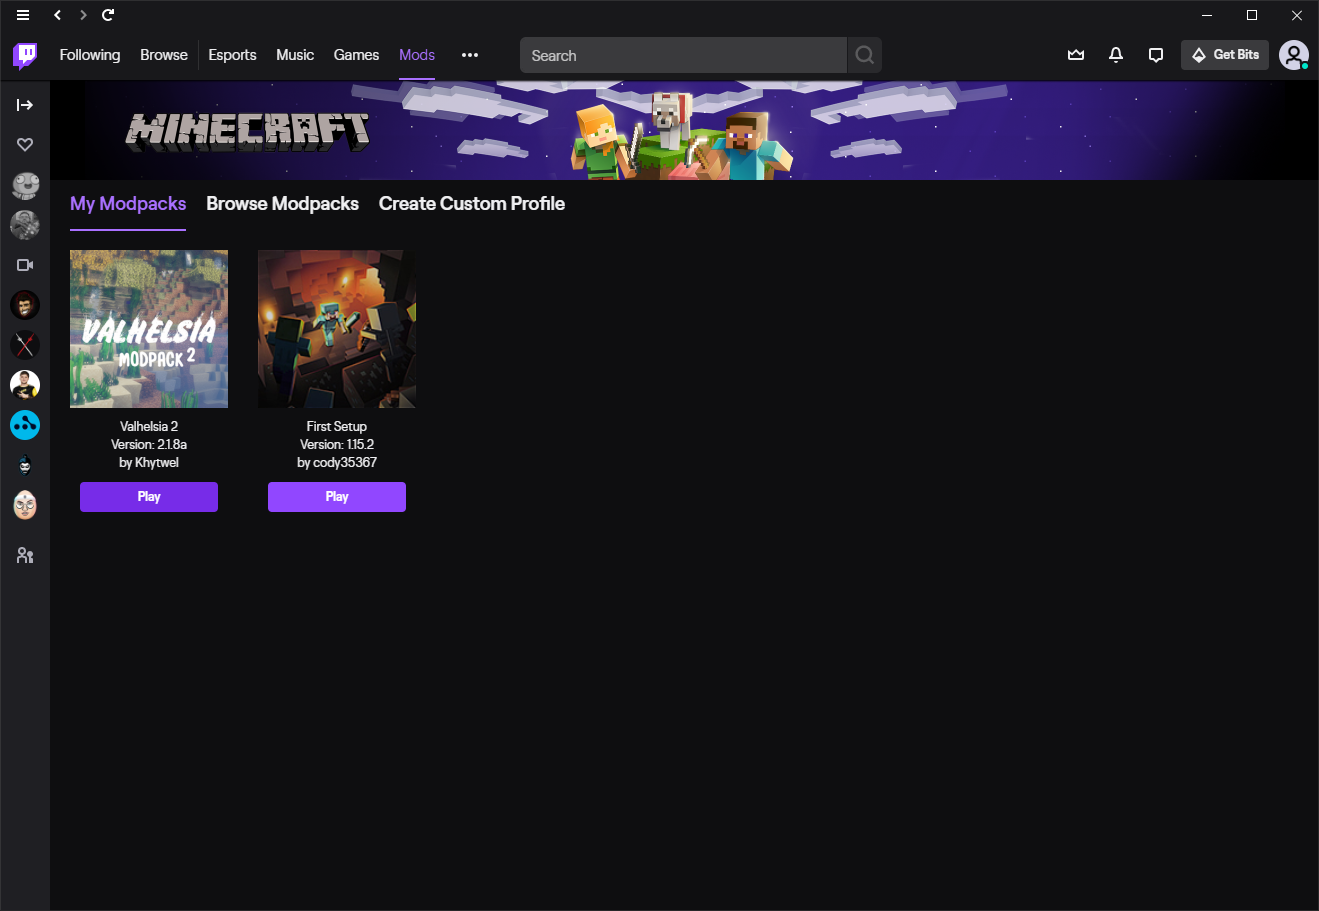 Following Browse Esports Music Games Mods Search Get Bits
MINECRAFT
My Modpacks Browse Modpacks Create Custom Profile
VALHELSIA
MODPACK 2
Valhelsia 2
Version: 2.1.8a
by Khytwel
Play
First Setup
Version: 1.15.2
by cody35367
Play